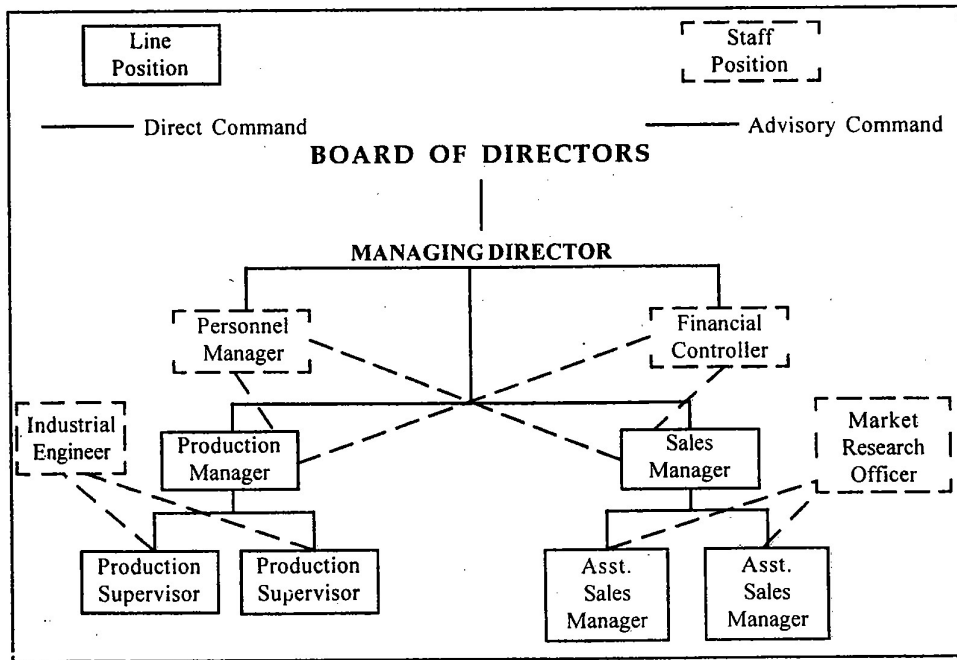 Line
Position
Staff
Position
Direct Command
Advisory Command
BOARD OF DIRECTORS
MANAGING DIRECTOR
Personnel
Manager
Financial
Controller
Industrial
Engineer
Production
Manager
Sales
Manager
Market
Research
Officer
Production
Supervisor
Production
Supervisor
Asst.
Sales
Manager
Asst.
Sales
Manager